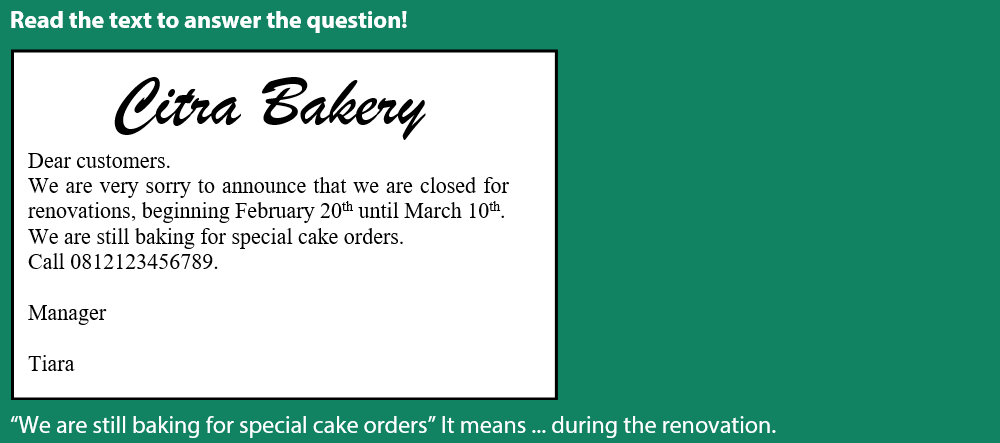 Read the text to answer the question!
Citra Bakery
Dear customers.
We are very sorry to announce that we are closed for
renovations, beginning February 20th until March 10th.
We are still baking for special cake orders.
Call 0812123456789.
Manager
Tiara
“We are still baking for special cake orders” It means ... during the renovation.